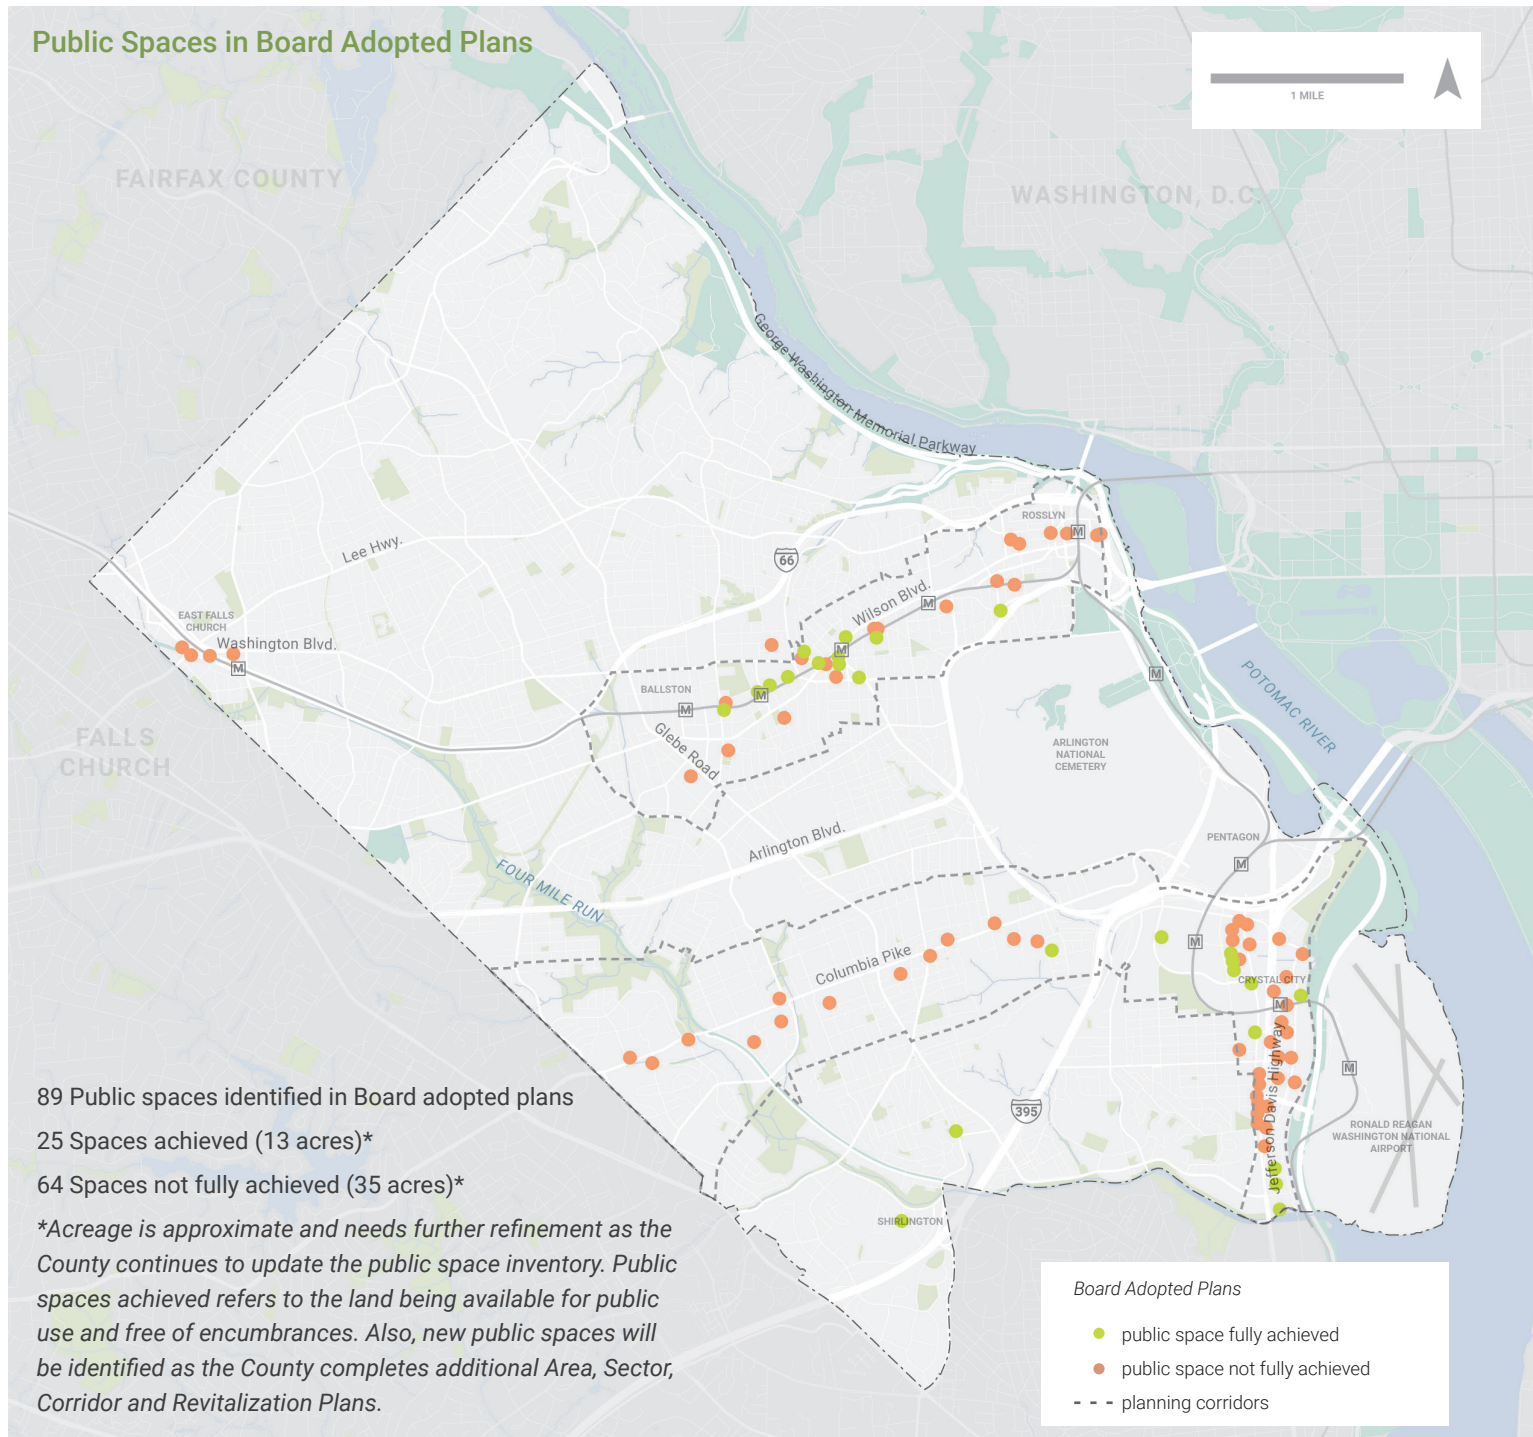 Public Spaces in Board Adopted Plans
1 MILE
FAIRFAX COUNTY
WASHINGTON, D.C.
George Washington Memorial Parkway
ROSSLYN
M
Lee Hwy.
66
Wilson Blvd.
M
EAST FALLS
CHURCH
Washington Blvd.
M
M
M
BALLSTON
M
M
POTOMAC RIVER
Glebe Road
FALLS
CHURCH
ARLINGTON
NATIONAL
CEMETERY
Arlington Blvd.
PENTAGON
M
FOUR MILE RUN
Columbia Pike
M
CRYSTAL CITY
M
Jefferson Davis Highway
M
395
RONALD REAGAN
WASHINGTON NATIONAL
AIRPORT
SHIRLINGTON
89 Public spaces identified in Board adopted plans
25 Spaces achieved (13 acres)*
64 Spaces not fully achieved (35 acres)*
*Acreage is approximate and needs further refinement as the
County continues to update the public space inventory. Public
spaces achieved refers to the land being available for public
use and free of encumbrances. Also, new public spaces will
be identified as the County completes additional Area, Sector,
Corridor and Revitalization Plans.
Board Adopted Plans
public space fully achieved
public space not fully achieved
planning corridors